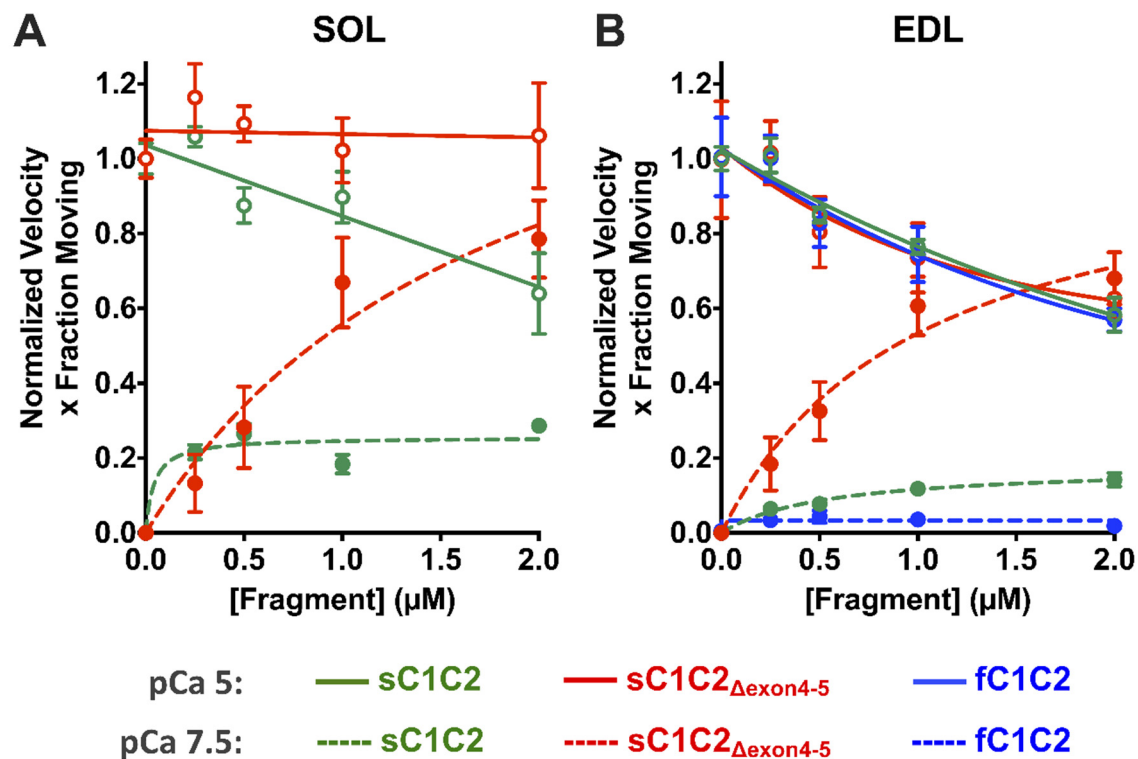 A SOL B EDL
Normalized Velocity
x Fraction Moving
1.2
1.0
0.8
0.6
0.4
0.2
0.0
0.0 0.5 1.0 1.5 2.0
[Fragment] (µM)
Normalized Velocity
x Fraction Moving
1.2
1.0
0.8
0.6
0.4
0.2
0.0
0.0 0.5 1.0 1.5 2.0
[Fragment] (µM)
pCa 5: sC1C2 sC1C2Δexon4-5 fC1C2
pCa 7.5: sC1C2 sC1C2Δexon4-5 fC1C2